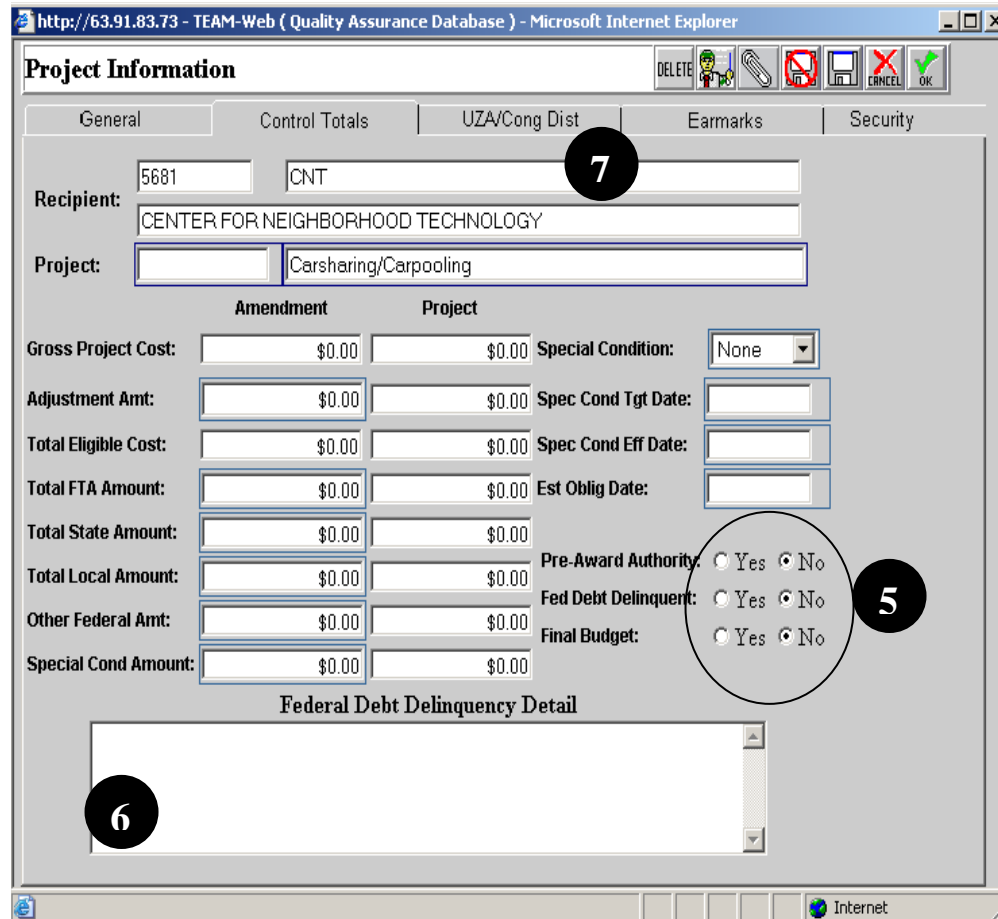 http://63.91.83.73 - TEAM-Web ( Quality Assurance Database ) - Microsoft Internet Explorer
Project Information
DELETE
CANCEL
OK
General Control Totals UZA/Cong Dist Earmarks Security
7
Recipient: 5681 CNT
CENTER FOR NEIGHBORHOOD TECHNOLOGY
Project: Carsharing/Carpooling
Amendment Project
Gross Project Cost: $0.00 $0.00 Special Condition: None
Adjustment Amt: $0.00 $0.00 Spec Cond Tgt Date:
Total Eligible Cost: $0.00 $0.00 Spec Cond Eff Date:
Total FTA Amount: $0.00 $0.00 Est Oblig Date:
Total State Amount: $0.00 $0.00
Pre-Award Authority: Yes No
Total Local Amount: $0.00 $0.00
Fed Debt Delinquent: Yes No
5
Other Federal Amt: $0.00 $0.00
Final Budget: Yes No
Special Cond Amount: $0.00 $0.00
Federal Debt Delinquency Detail
6
Internet